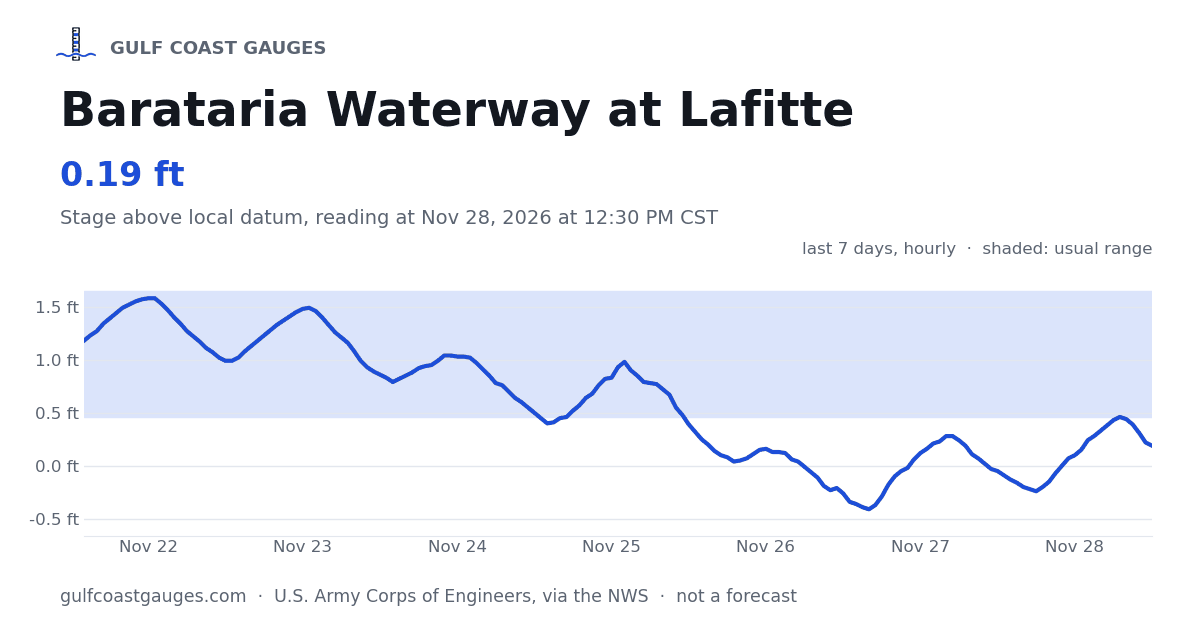 GULF COAST GAUGES
Barataria Waterway at Lafitte
0.19 ft
Stage above local datum, reading at Nov 28, 2026 at 12:30 PM CST
last 7 days, hourly · shaded: usual range
1.5 ft
1.0 ft
0.5 ft
0.0 ft
-0.5 ft
Nov 22 Nov 23 Nov 24 Nov 25 Nov 26 Nov 27 Nov 28
gulfcoastgauges.com · U.S. Army Corps of Engineers, via the NWS · not a forecast